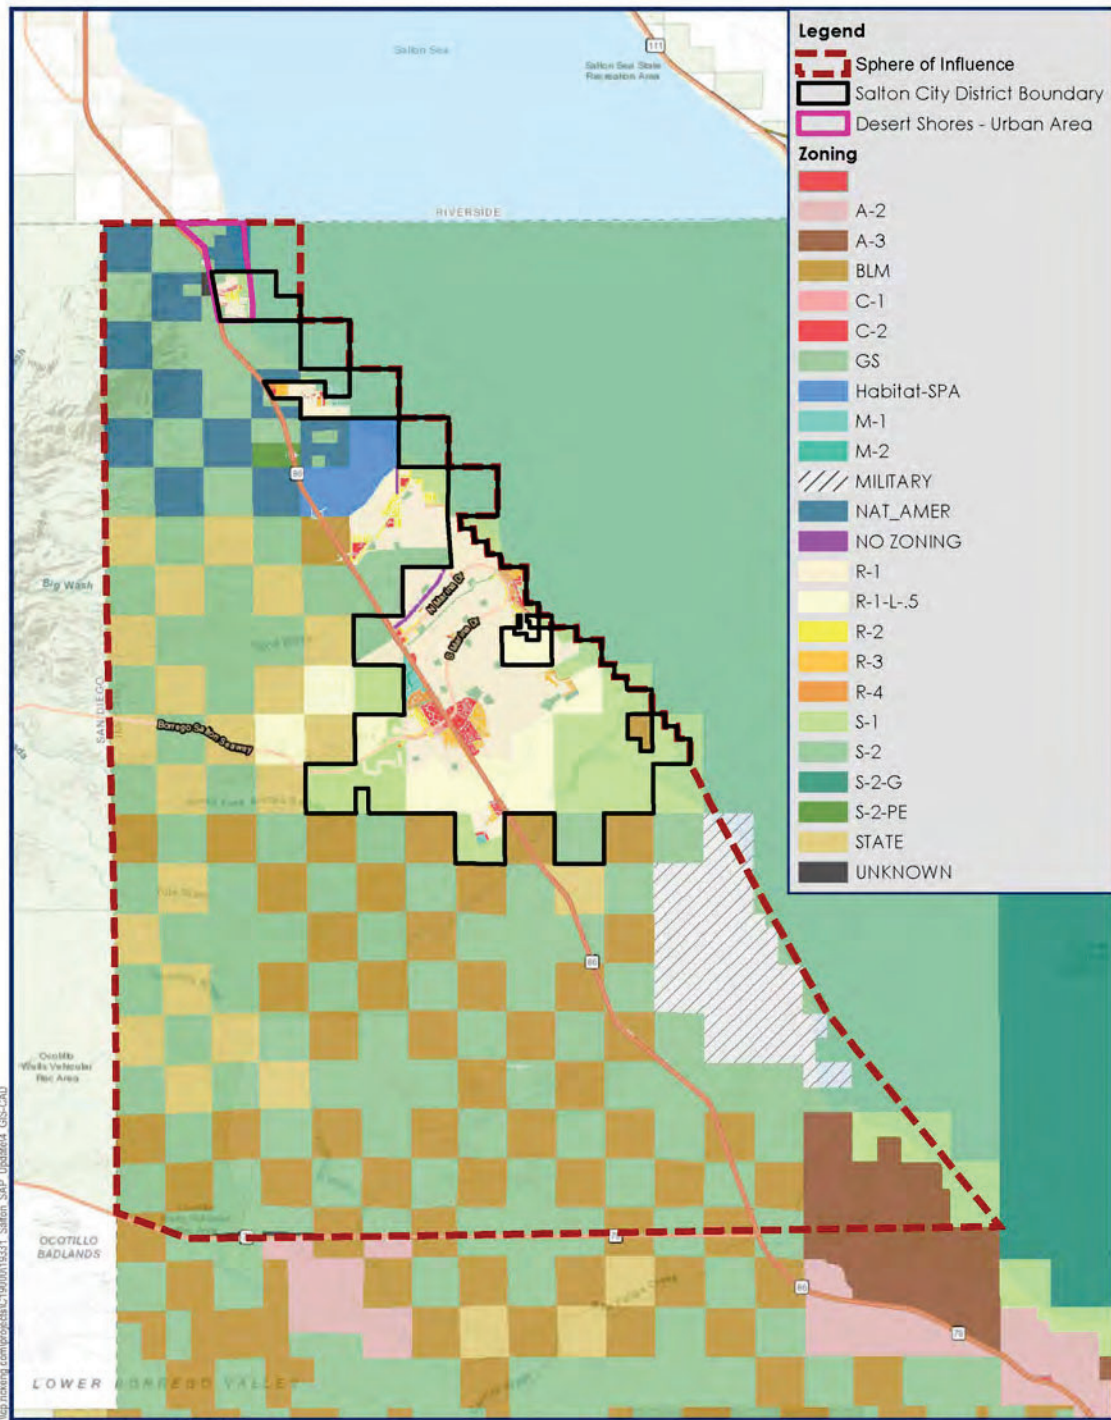 Salton Sea
111
Salton Sea State
Recreation Area
RIVERSIDE
86
Big Wash
N Marina Dr
S Marina Dr
SAN DIEGO
Borrego Salton Seaway
86
Ocotillo
Wells Vehicular
Rec Area
OCOTILLO
BADLANDS
86
78
LOWER BORREGO VALLEY
Legend
Sphere of Influence
Salton City District Boundary
Desert Shores - Urban Area
Zoning
A-2
A-3
BLM
C-1
C-2
GS
Habitat-SPA
M-1
M-2
MILITARY
NAT_AMER
NO ZONING
R-1
R-1-L-.5
R-2
R-3
R-4
S-1
S-2
S-2-G
S-2-PE
STATE
UNKNOWN